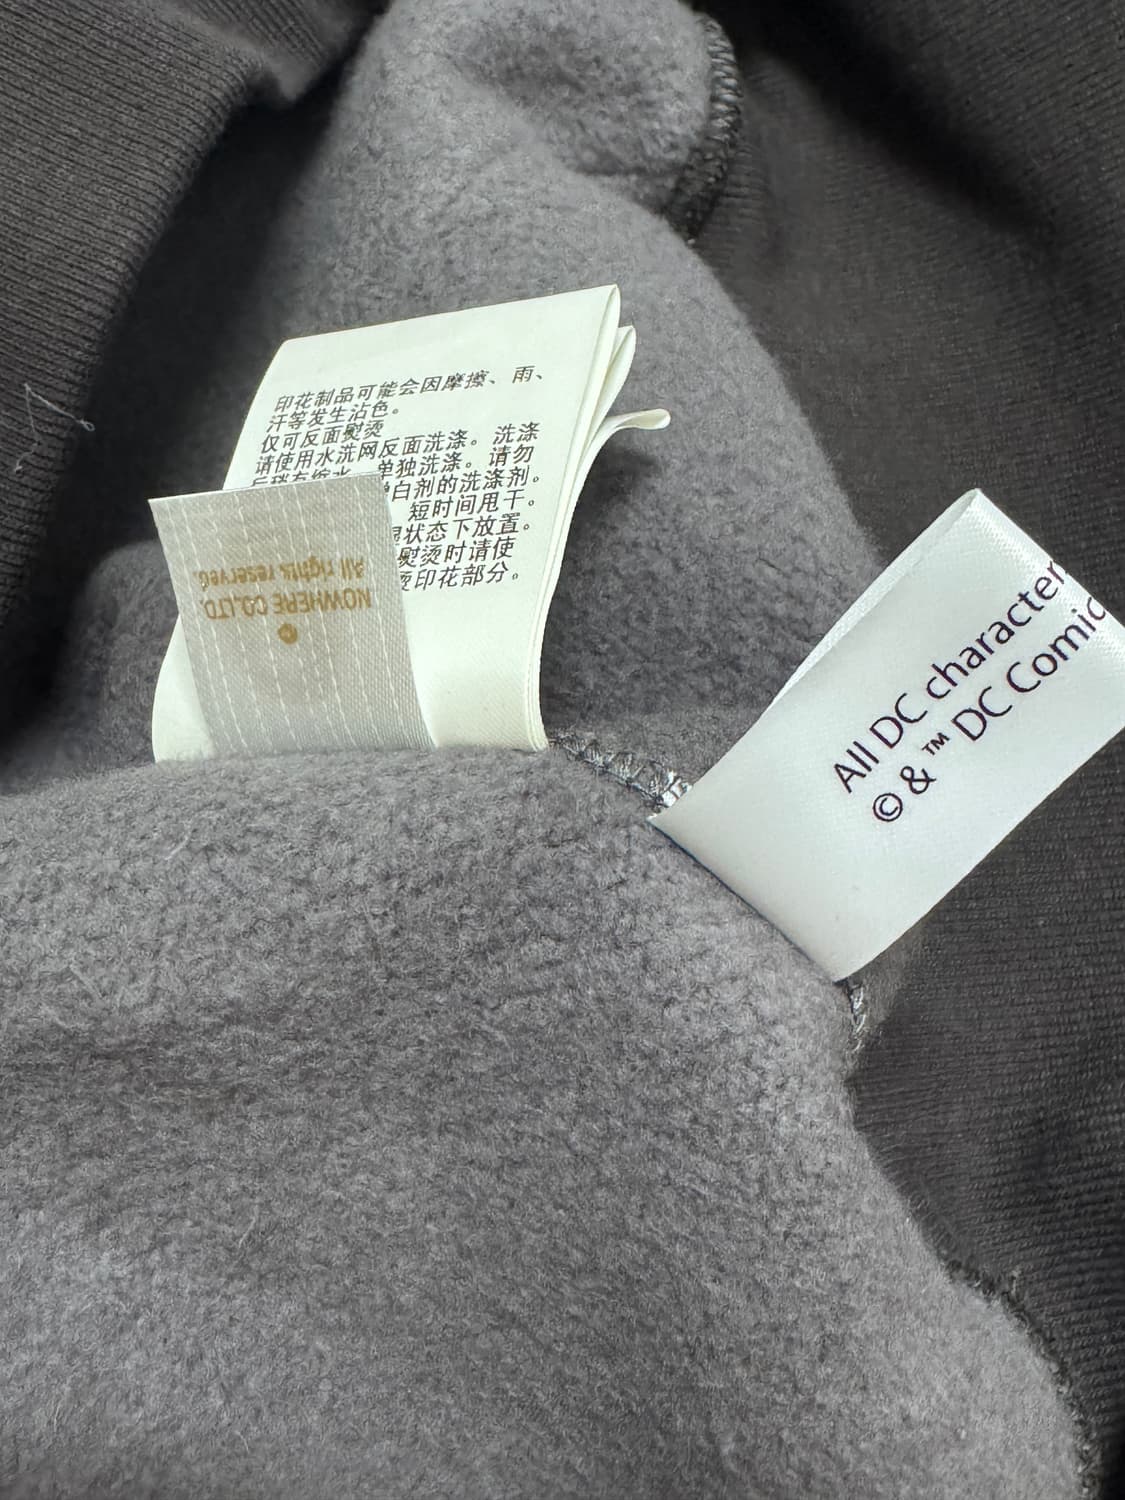 印花制品可能会因摩擦、雨、
汗等发生沾色。
仅可反面熨烫
请使用水洗网反面洗涤。洗涤
单独洗涤。请勿
白剂的洗涤剂。
短时间甩干。
状态下放置。
熨烫时请使
印花部分。
NOWHERE CO.,LTD.
All rights reserved.
All DC character
© & ™ DC Comic